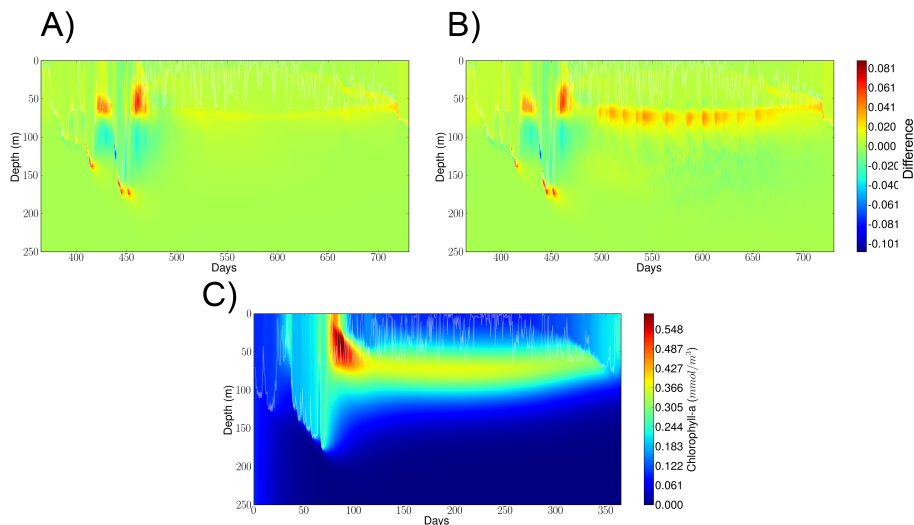 A)
B)
0
50
100
150
200
250
Depth (m)
400 450 500 550 600 650 700
Days
0
50
100
150
200
250
Depth (m)
400 450 500 550 600 650 700
Days
0.081
0.061
0.041
0.020
0.000
-0.020
-0.040
-0.061
-0.081
-0.101
Difference
C)
0
50
100
150
200
250
Depth (m)
0 50 100 150 200 250 300 350
Days
0.548
0.487
0.427
0.366
0.305
0.244
0.183
0.122
0.061
0.000
Chlorophyll-a (mmol/m³)